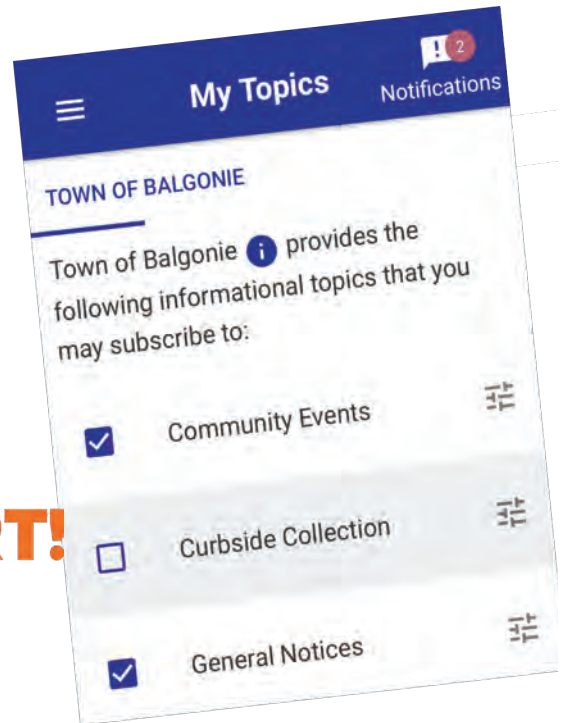 My Topics
2
Notifications
TOWN OF BALGONIE
Town of Balgonie i provides the
following informational topics that you
may subscribe to:
Community Events
RT!
Curbside Collection
General Notices